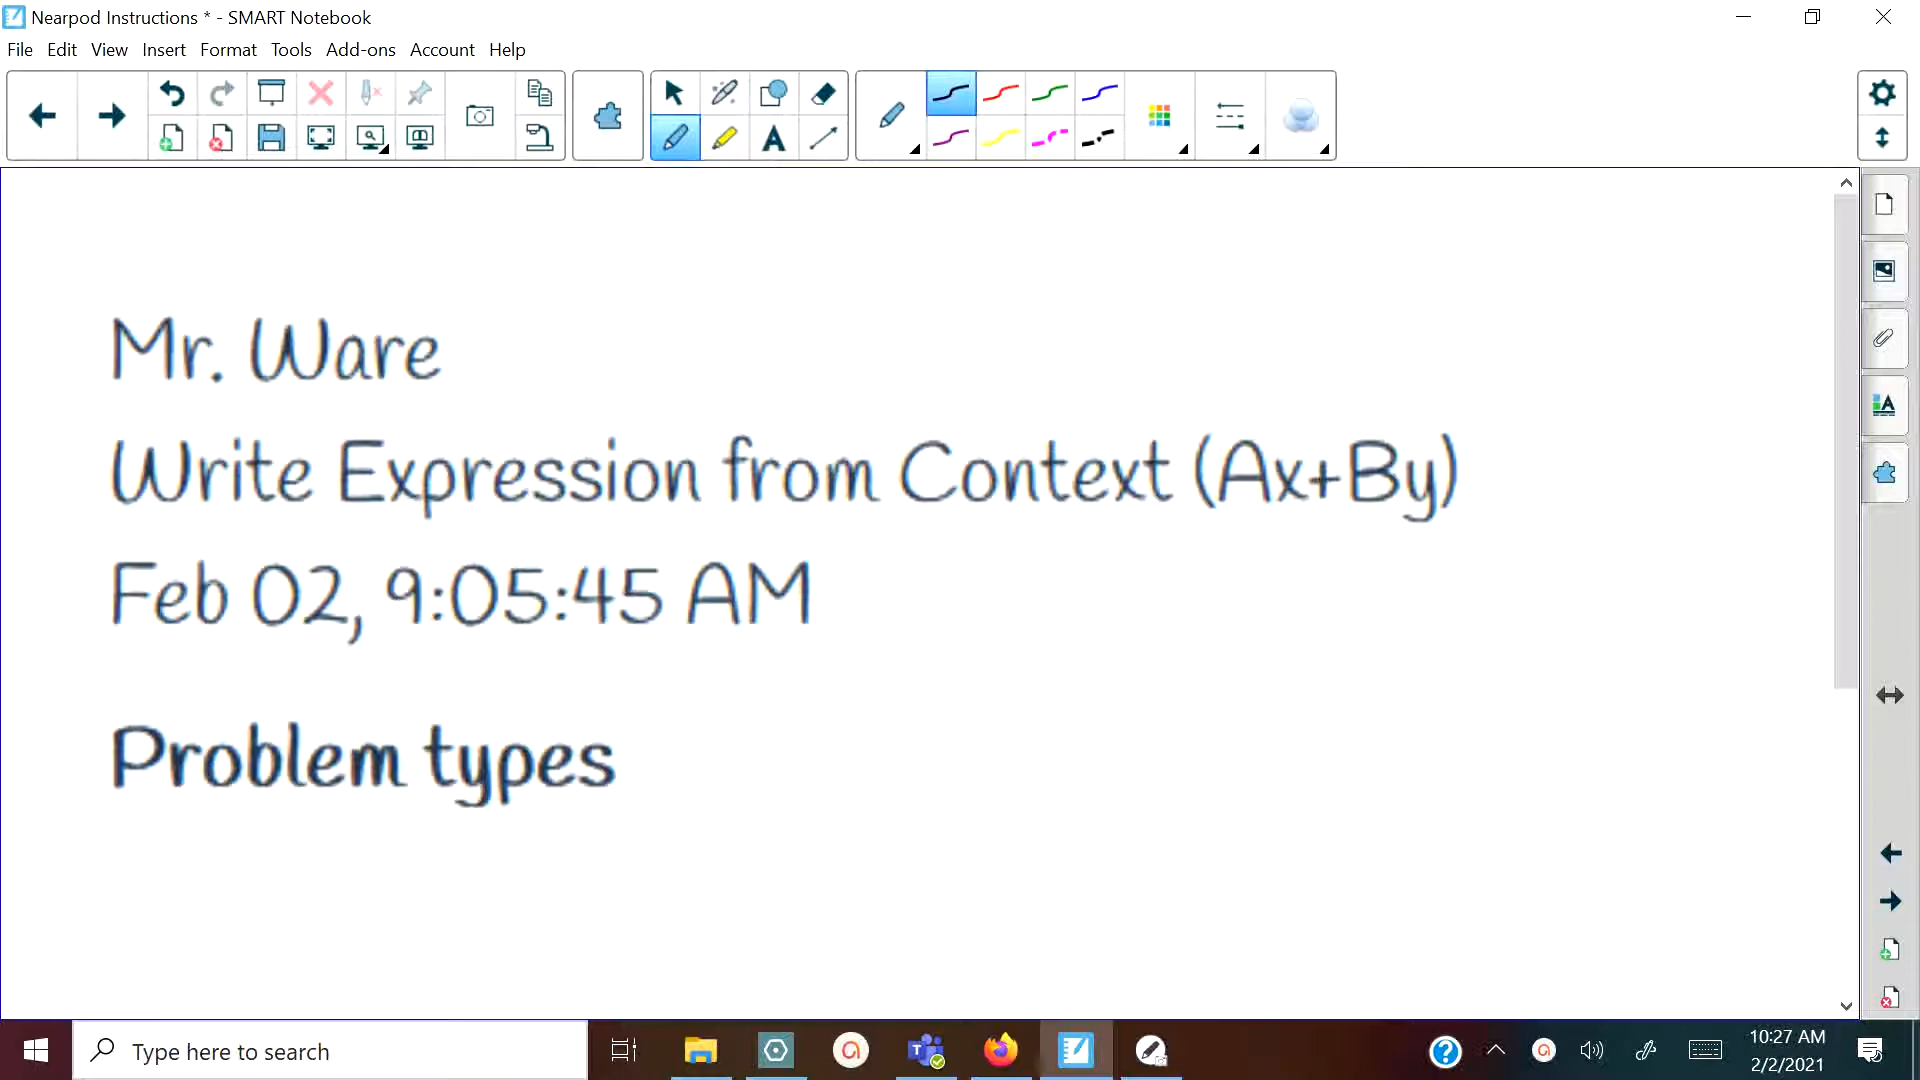 Nearpod Instructions * - SMART Notebook
File Edit View Insert Format Tools Add-ons Account Help
Mr. Ware
Write Expression from Context (Ax+By)
Feb 02, 9:05:45 AM
Problem types
Type here to search
10:27 AM
2/2/2021